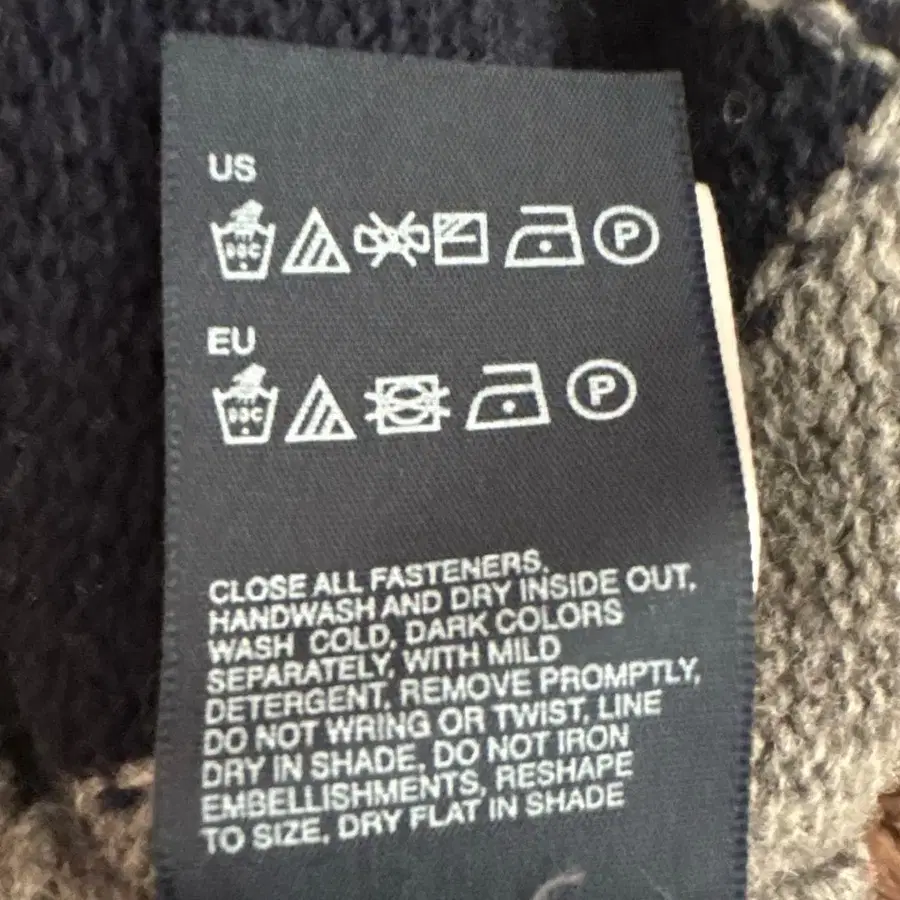 US
P
EU
P
CLOSE ALL FASTENERS,
HANDWASH AND DRY INSIDE OUT,
WASH COLD, DARK COLORS
SEPARATELY, WITH MILD
DETERGENT, REMOVE PROMPTLY,
DO NOT WRING OR TWIST, LINE
DRY IN SHADE, DO NOT IRON
EMBELLISHMENTS, RESHAPE
TO SIZE, DRY FLAT IN SHADE